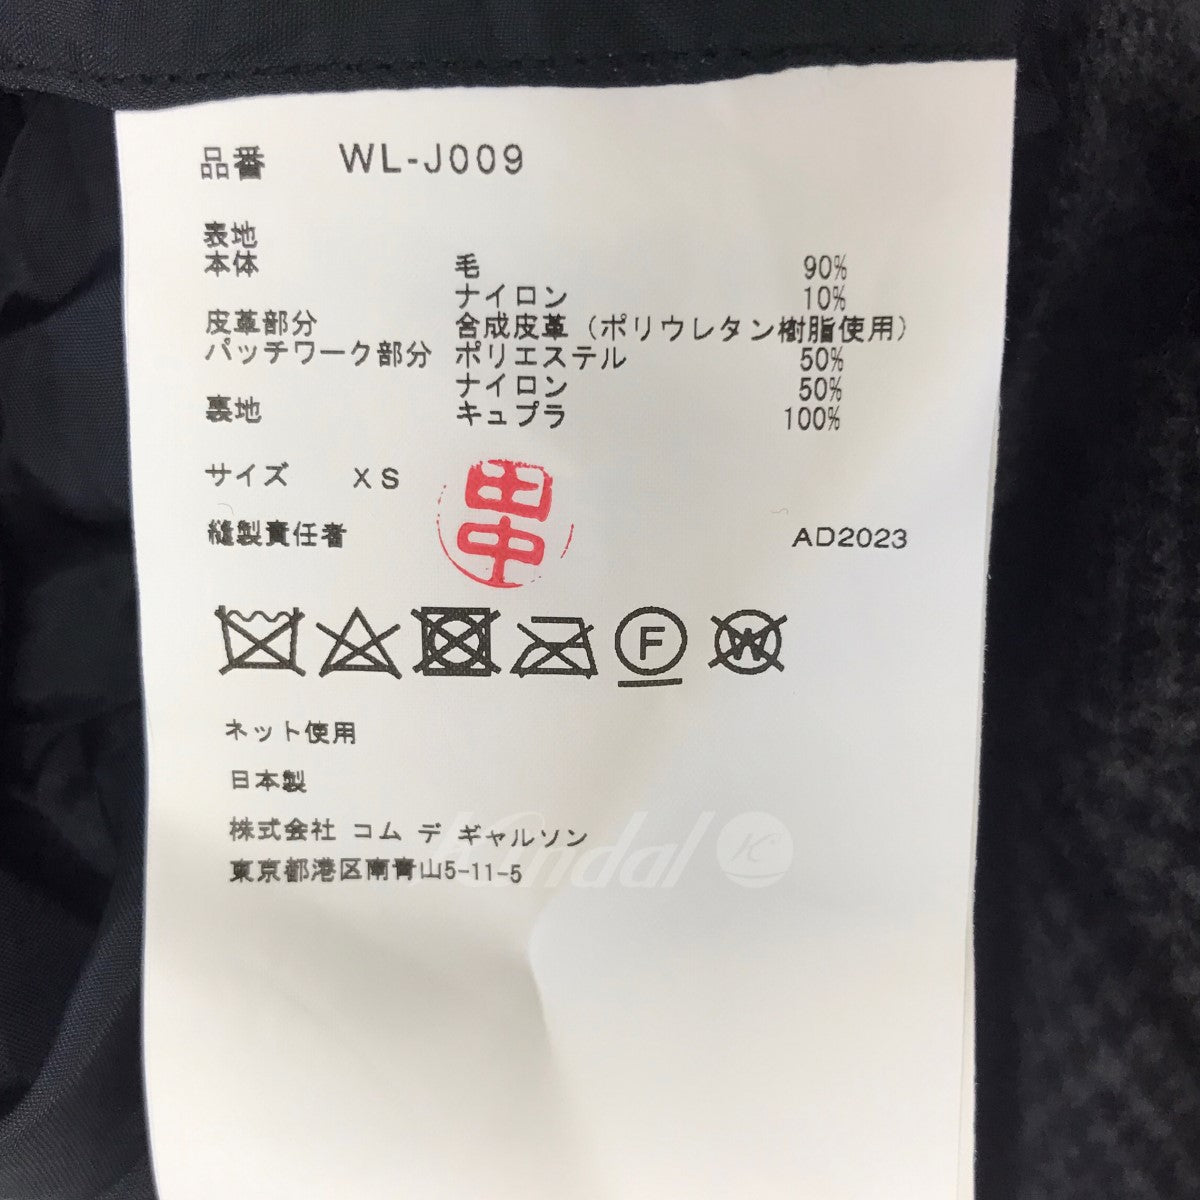 品番 WL-J009
表地
本体 毛 90%
ナイロン 10%
皮革部分 合成皮革(ポリウレタン樹脂使用)
パッチワーク部分 ポリエステル 50%
ナイロン 50%
裏地 キュプラ 100%
サイズ XS
田中
縫製責任者 AD2023
F
W
ネット使用
日本製
株式会社 コム デ ギャルソン
東京都港区南青山5-11-5
Kindal